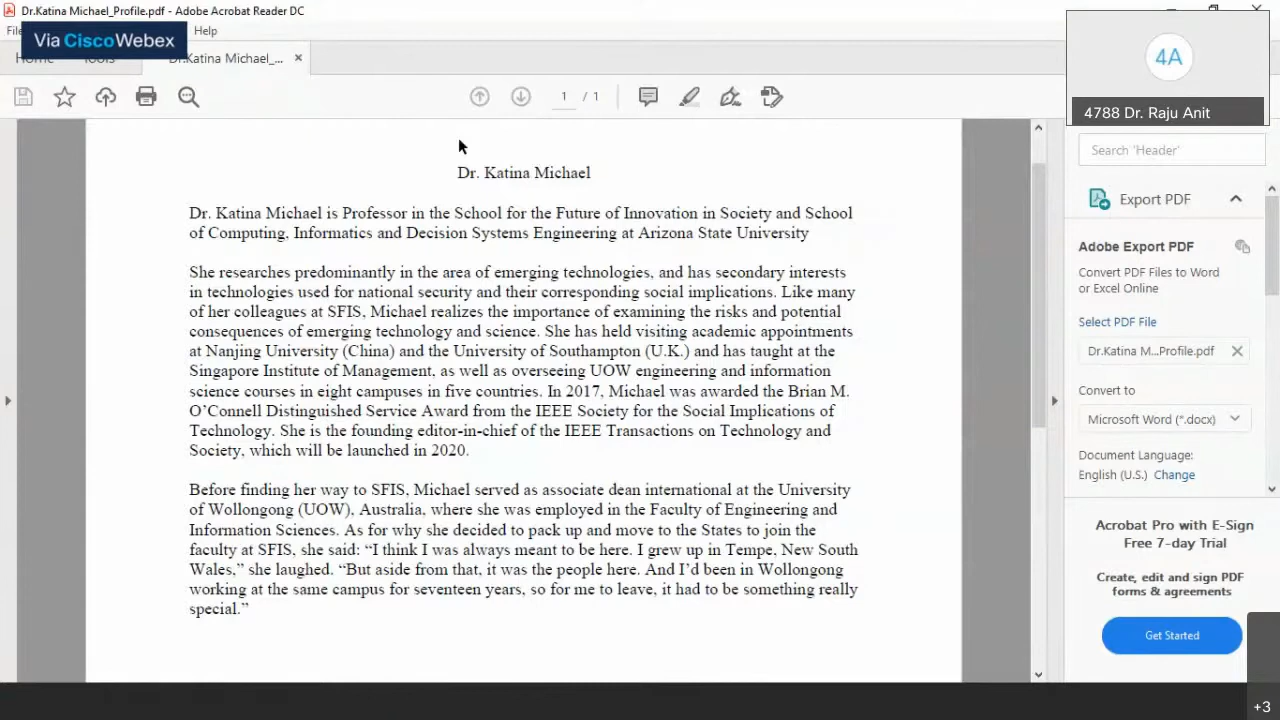 Dr.Katina Michael_Profile.pdf - Adobe Acrobat Reader DC
Help
Via CiscoWebex
Dr.Katina Michael_...
1 / 1
4A
4788 Dr. Raju Anit
Dr. Katina Michael
Dr. Katina Michael is Professor in the School for the Future of Innovation in Society and School
of Computing, Informatics and Decision Systems Engineering at Arizona State University
She researches predominantly in the area of emerging technologies, and has secondary interests
in technologies used for national security and their corresponding social implications. Like many
of her colleagues at SFIS, Michael realizes the importance of examining the risks and potential
consequences of emerging technology and science. She has held visiting academic appointments
at Nanjing University (China) and the University of Southampton (U.K.) and has taught at the
Singapore Institute of Management, as well as overseeing UOW engineering and information
science courses in eight campuses in five countries. In 2017, Michael was awarded the Brian M.
O’Connell Distinguished Service Award from the IEEE Society for the Social Implications of
Technology. She is the founding editor-in-chief of the IEEE Transactions on Technology and
Society, which will be launched in 2020.
Before finding her way to SFIS, Michael served as associate dean international at the University
of Wollongong (UOW), Australia, where she was employed in the Faculty of Engineering and
Information Sciences. As for why she decided to pack up and move to the States to join the
faculty at SFIS, she said: “I think I was always meant to be here. I grew up in Tempe, New South
Wales,” she laughed. “But aside from that, it was the people here. And I’d been in Wollongong
working at the same campus for seventeen years, so for me to leave, it had to be something really
special.”
Search 'Header'
Export PDF
Adobe Export PDF
Convert PDF Files to Word
or Excel Online
Select PDF File
Dr.Katina M...Profile.pdf
Convert to
Microsoft Word (*.docx)
Document Language:
English (U.S.) Change
Acrobat Pro with E-Sign
Free 7-day Trial
Create, edit and sign PDF
forms & agreements
Get Started
+3